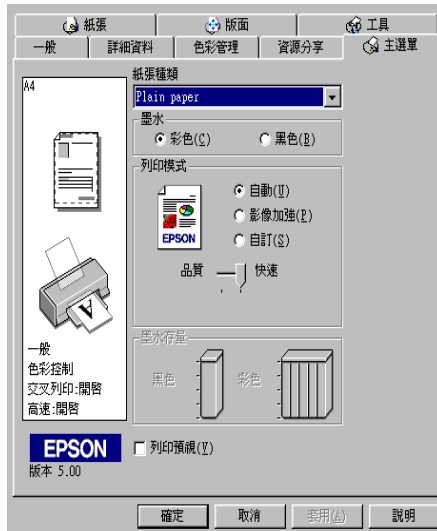 紙張 版面 工具
一般 詳細資料 色彩管理 資源分享 主選單
A4
紙張種類
Plain paper
墨水
彩色(C) 黑色(B)
列印模式
自動(U)
影像加強(P)
自訂(S)
EPSON
品質 快速
A
一般
色彩控制
交叉列印:開啓
高速:開啓
墨水存量
黑色 彩色
EPSON
版本 5.00
列印預視(V)
確定 取消 套用(A) 說明